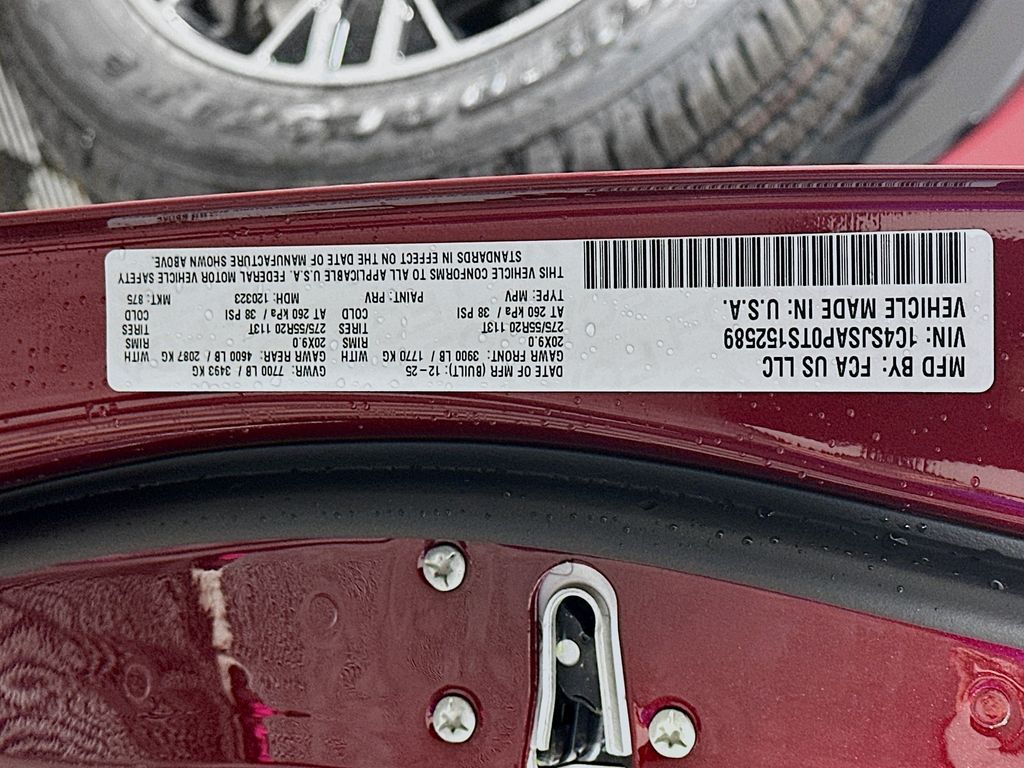 MFD BY: FCA US LLC
VIN: 1C4SJSAP0TS152589
VEHICLE MADE IN: U.S.A.
DATE OF MFR (BUILT): 12-25 GVWR: 7700 LB / 3493 KG
GAWR FRONT: 3900 LB / 1770 KG WITH GAWR REAR: 4600 LB / 2087 KG WITH
20X9.0 RIMS 20X9.0 RIMS
275/55R20 113T TIRES 275/55R20 113T TIRES
AT 260 kPa / 38 PSI COLD AT 260 kPa / 38 PSI COLD
TYPE: MPV PAINT: PRV MDH: 120323 MKT: 875
THIS VEHICLE CONFORMS TO ALL APPLICABLE U.S.A. FEDERAL MOTOR VEHICLE SAFETY
STANDARDS IN EFFECT ON THE DATE OF MANUFACTURE SHOWN ABOVE.